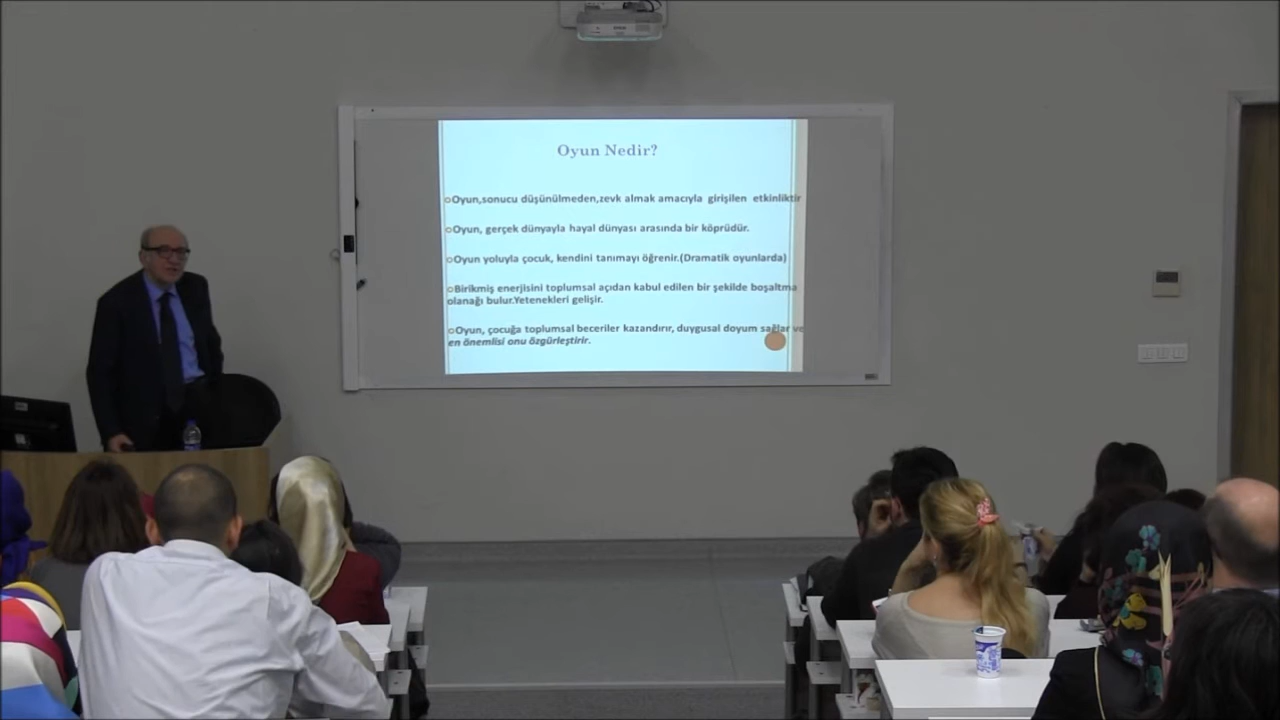 Oyun Nedir?
Oyun,sonucu düşünülmeden,zevk almak amacıyla girişilen etkinliktir
Oyun, gerçek dünyayla hayal dünyası arasında bir köprüdür.
Oyun yoluyla çocuk, kendini tanımayı öğrenir.(Dramatik oyunlarda)
Birikmiş enerjisini toplumsal açıdan kabul edilen bir şekilde boşaltma
olanağı bulur.Yetenekleri gelişir.
Oyun, çocuğa toplumsal beceriler kazandırır, duygusal doyum sağlar ve
en önemlisi onu özgürleştirir.